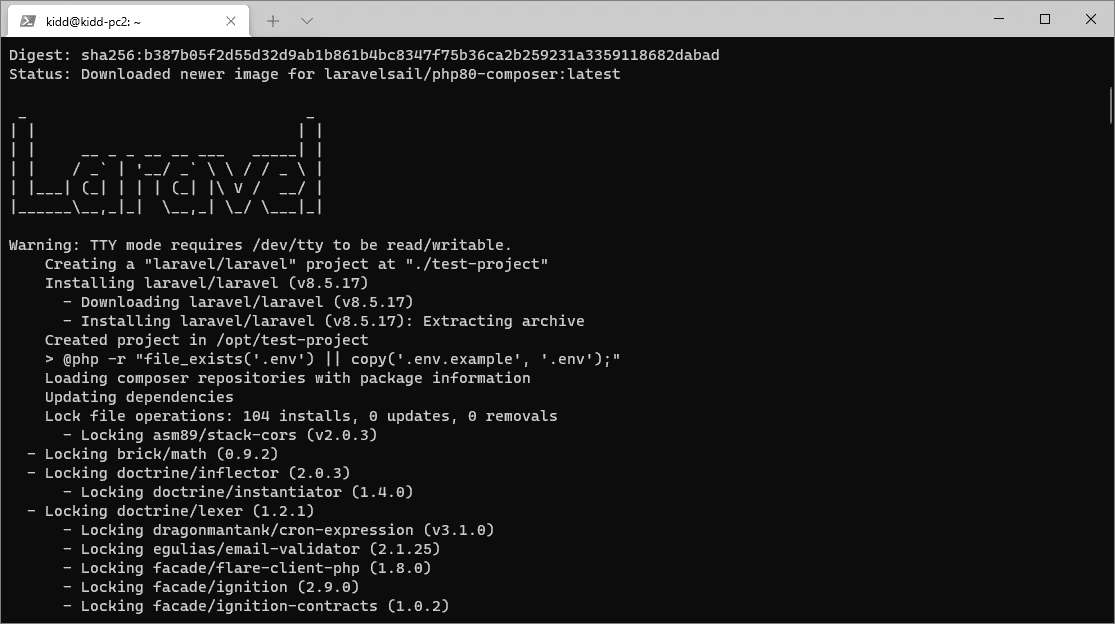 kidd@kidd-pc2: ~
Digest: sha256:b387b05f2d55d32d9ab1b861b4bc8347f75b36ca2b259231a3359118682dabad
Status: Downloaded newer image for laravelsail/php80-composer:latest
 _                               _
| |                             | |
| |     __ _ _ __ __ ___   _____| |
| |    / _` | '__/ _` \ \ / / _ \ |
| |___| (_| | | | (_| |\ V /  __/ |
|______\__,_|_|  \__,_| \_/ \___|_|
Warning: TTY mode requires /dev/tty to be read/writable.
    Creating a "laravel/laravel" project at "./test-project"
    Installing laravel/laravel (v8.5.17)
      - Downloading laravel/laravel (v8.5.17)
      - Installing laravel/laravel (v8.5.17): Extracting archive
    Created project in /opt/test-project
    > @php -r "file_exists('.env') || copy('.env.example', '.env');"
    Loading composer repositories with package information
    Updating dependencies
    Lock file operations: 104 installs, 0 updates, 0 removals
      - Locking asm89/stack-cors (v2.0.3)
  - Locking brick/math (0.9.2)
  - Locking doctrine/inflector (2.0.3)
      - Locking doctrine/instantiator (1.4.0)
  - Locking doctrine/lexer (1.2.1)
      - Locking dragonmantank/cron-expression (v3.1.0)
      - Locking egulias/email-validator (2.1.25)
      - Locking facade/flare-client-php (1.8.0)
      - Locking facade/ignition (2.9.0)
      - Locking facade/ignition-contracts (1.0.2)